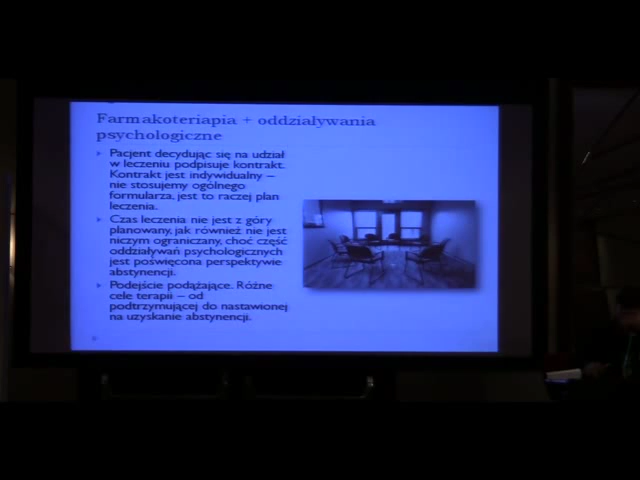 Farmakoteriapia + oddziaływania
psychologiczne
Pacjent decydując się na udział
w leczeniu podpisuje kontrakt.
Kontrakt jest indywidualny –
nie stosujemy ogólnego
formularza, jest to raczej plan
leczenia.
Czas leczenia nie jest z góry
planowany, jak również nie jest
niczym ograniczany, choć część
oddziaływań psychologicznych
jest poświęcona perspektywie
abstynencji.
Podejście podążające. Różne
cele terapii – od
podtrzymującej do nastawionej
na uzyskanie abstynencji.